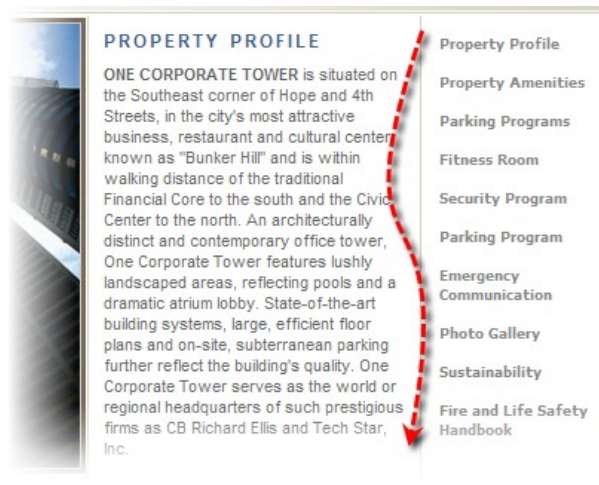 PROPERTY PROFILE
ONE CORPORATE TOWER is situated on
the Southeast corner of Hope and 4th
Streets, in the city's most attractive
business, restaurant and cultural center
known as "Bunker Hill" and is within
walking distance of the traditional
Financial Core to the south and the Civic
Center to the north. An architecturally
distinct and contemporary office tower,
One Corporate Tower features lushly
landscaped areas, reflecting pools and a
dramatic atrium lobby. State-of-the-art
building systems, large, efficient floor
plans and on-site, subterranean parking
further reflect the building's quality. One
Corporate Tower serves as the world or
regional headquarters of such prestigious
firms as CB Richard Ellis and Tech Star,
Inc.
Property Profile
Property Amenities
Parking Programs
Fitness Room
Security Program
Parking Program
Emergency
Communication
Photo Gallery
Sustainability
Fire and Life Safety
Handbook